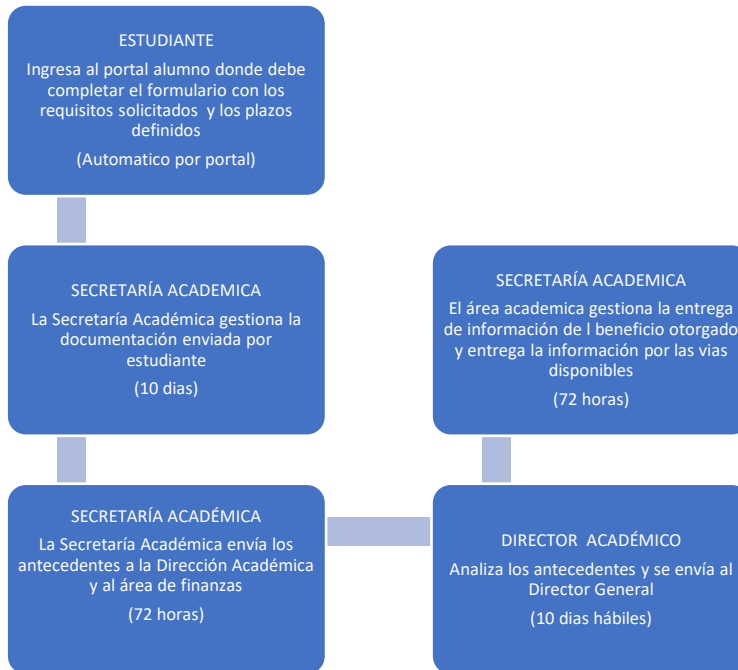 ESTUDIANTE
Ingresa al portal alumno donde debe
completar el formulario con los
requisitos solicitados y los plazos
definidos
(Automatico por portal)
SECRETARÍA ACADEMICA
La Secretaría Académica gestiona la
documentación enviada por
estudiante
(10 dias)
SECRETARÍA ACADÉMICA
La Secretaría Académica envía los
antecedentes a la Dirección Académica
y al área de finanzas
(72 horas)
DIRECTOR ACADÉMICO
Analiza los antecedentes y se envía al
Director General
(10 dias hábiles)
SECRETARÍA ACADEMICA
El área academica gestiona la entrega
de información de l beneficio otorgado
y entrega la información por las vias
disponibles
(72 horas)